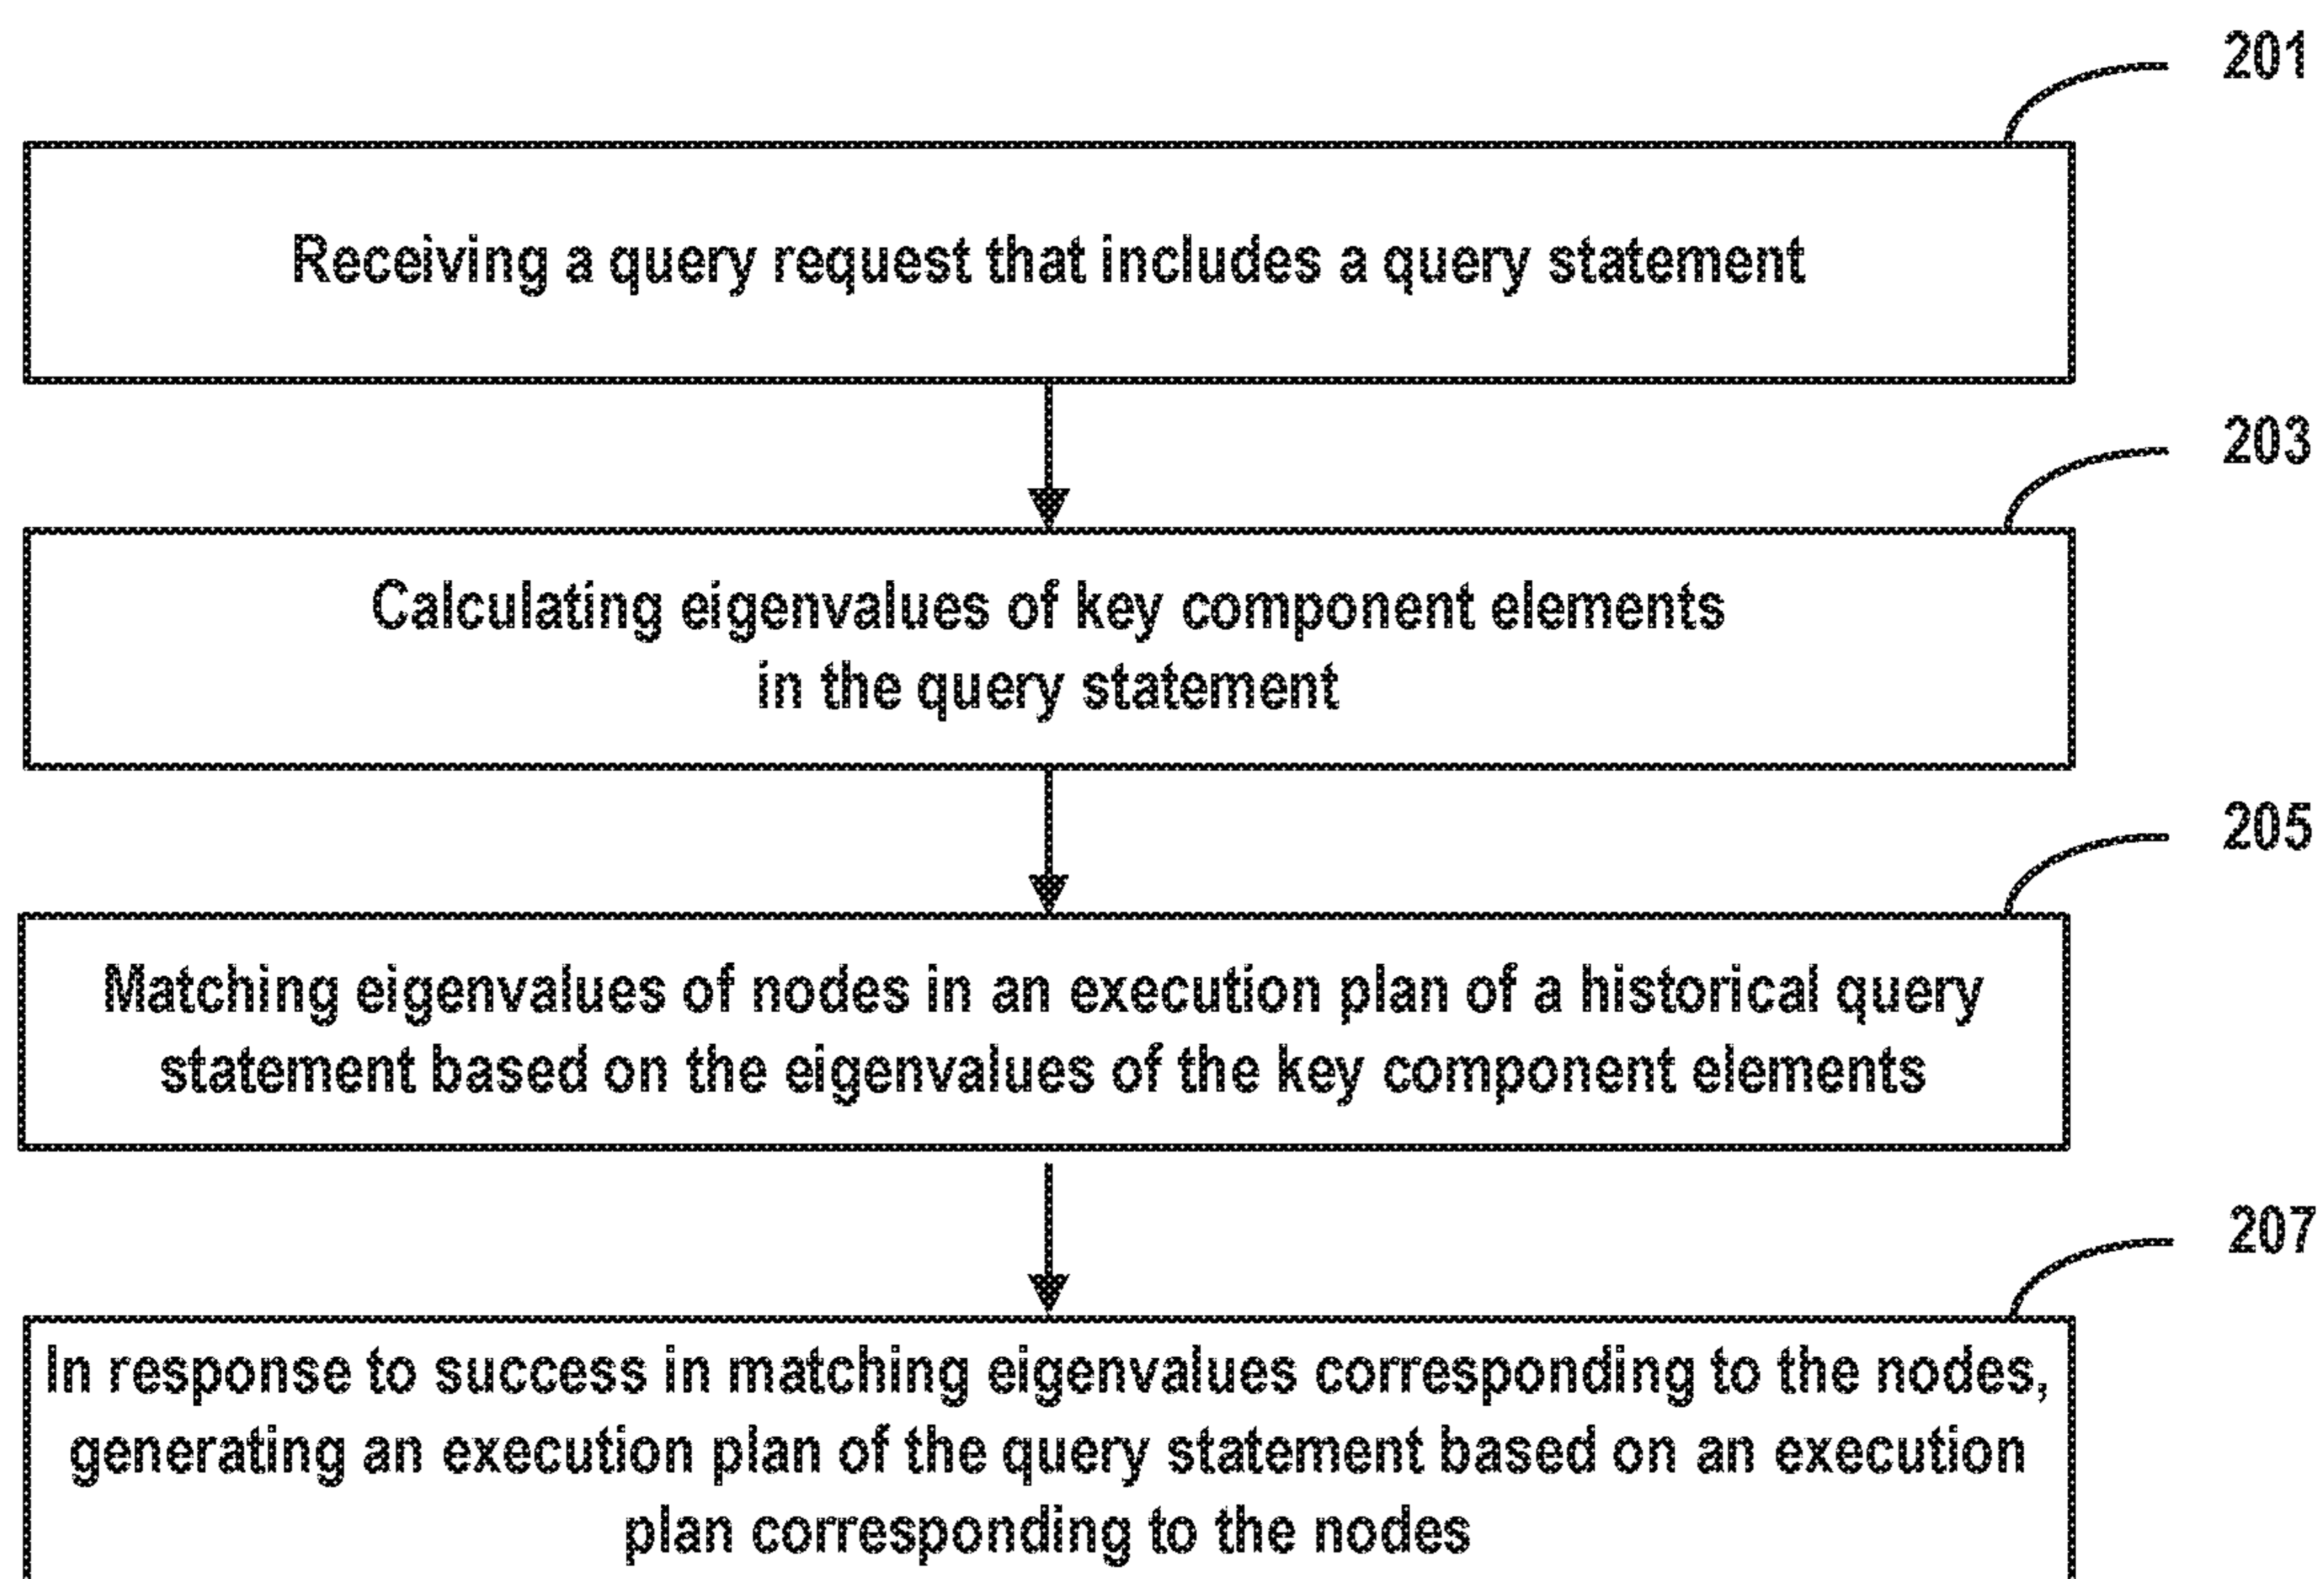 201
Receiving a query request that includes a query statement
203
Calculating eigenvalues of key component elements
in the query statement
205
Matching eigenvalues of nodes in an execution plan of a historical query
statement based on the eigenvalues of the key component elements
207
In response to success in matching eigenvalues corresponding to the nodes,
generating an execution plan of the query statement based on an execution
plan corresponding to the nodes